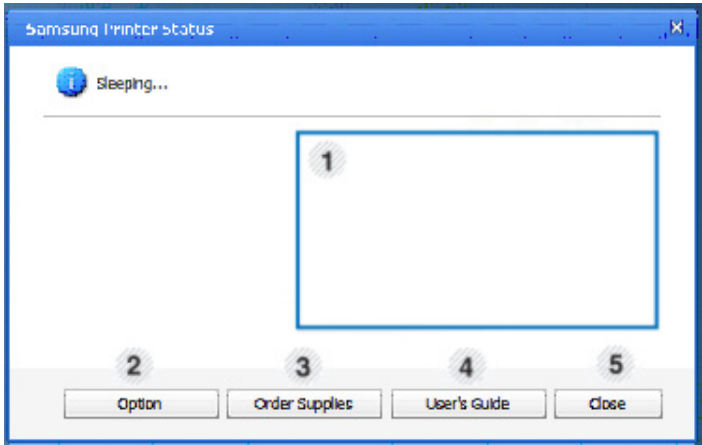 Samsung Printer Status
Sleeping...
1
2 3 4 5
Option Order Supplies User's Guide Close